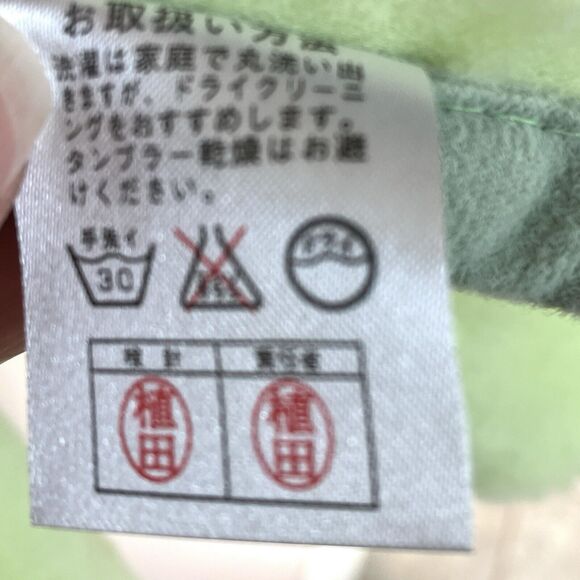 お取扱い方法
洗濯は家庭で丸洗い出
きますが、ドライクリーニ
ングをおすすめします。
タンブラー乾燥はお避
けください。
手洗イ
30
ドライ
検針 責任者
植田 植田